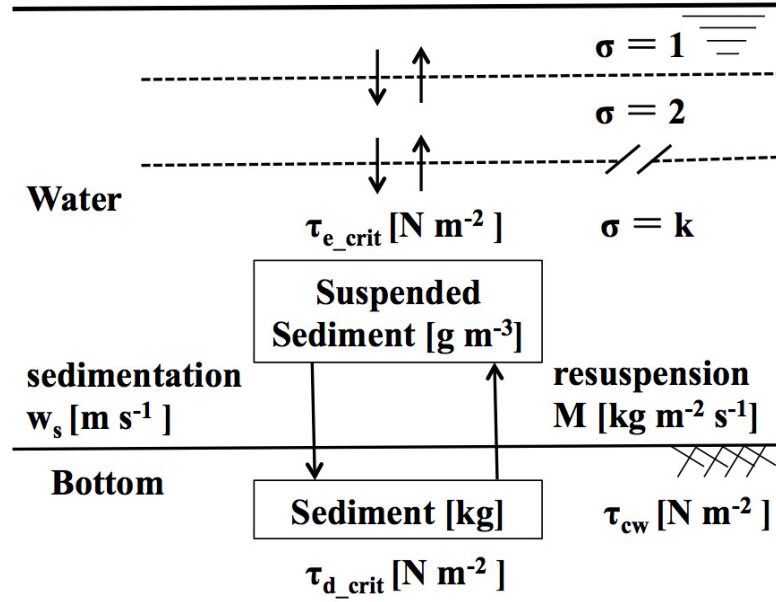 σ = 1
σ = 2
Water
τe_crit [N m-2 ]
σ = k
Suspended
Sediment [g m-3]
sedimentation
ws [m s-1 ]
resuspension
M [kg m-2 s-1]
Bottom
Sediment [kg]
τcw [N m-2 ]
τd_crit [N m-2 ]